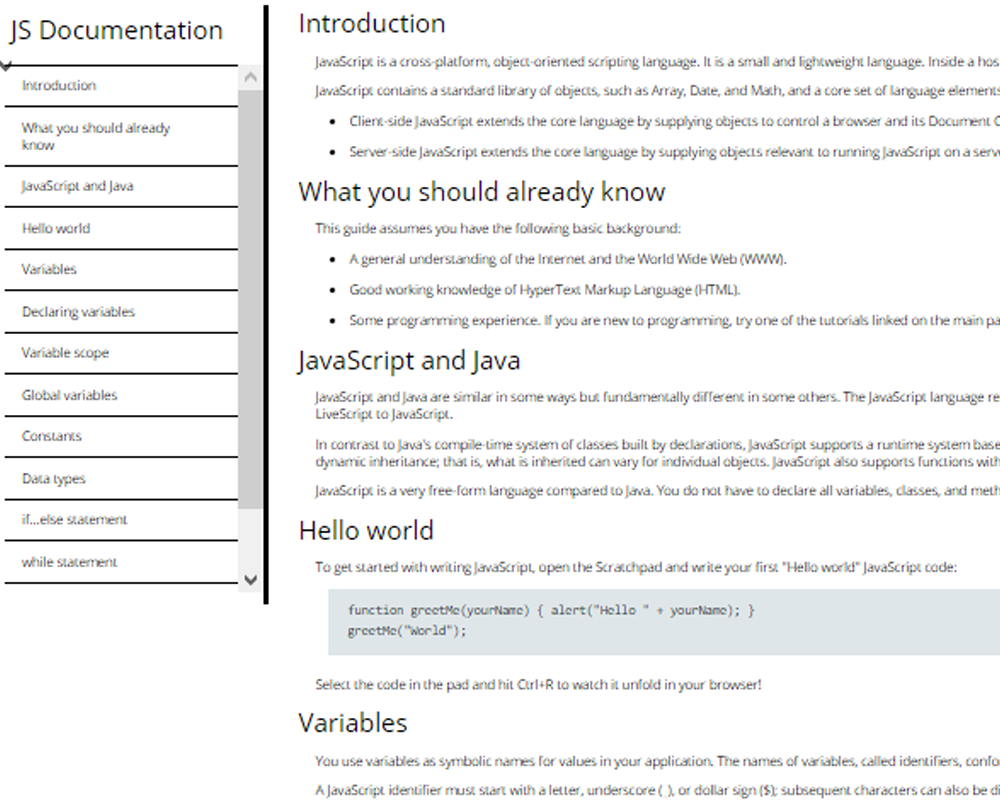 JS Documentation
Introduction
What you should already
know
JavaScript and Java
Hello world
Variables
Declaring variables
Variable scope
Global variables
Constants
Data types
if...else statement
while statement
Introduction
JavaScript is a cross-platform, object-oriented scripting language. It is a small and lightweight language. Inside a hos
JavaScript contains a standard library of objects, such as Array, Date, and Math, and a core set of language elements
• Client-side JavaScript extends the core language by supplying objects to control a browser and its Document O
• Server-side JavaScript extends the core language by supplying objects relevant to running JavaScript on a serve
What you should already know
This guide assumes you have the following basic background:
• A general understanding of the Internet and the World Wide Web (WWW).
• Good working knowledge of HyperText Markup Language (HTML).
• Some programming experience. If you are new to programming, try one of the tutorials linked on the main pa
JavaScript and Java
JavaScript and Java are similar in some ways but fundamentally different in some others. The JavaScript language re
LiveScript to JavaScript.
In contrast to Java's compile-time system of classes built by declarations, JavaScript supports a runtime system base
dynamic inheritance; that is, what is inherited can vary for individual objects. JavaScript also supports functions with
JavaScript is a very free-form language compared to Java. You do not have to declare all variables, classes, and meth
Hello world
To get started with writing JavaScript, open the Scratchpad and write your first "Hello world" JavaScript code:
function greetMe(yourName) { alert("Hello " + yourName); }
greetMe("World");
Select the code in the pad and hit Ctrl+R to watch it unfold in your browser!
Variables
You use variables as symbolic names for values in your application. The names of variables, called identifiers, confo
A JavaScript identifier must start with a letter, underscore (_), or dollar sign ($); subsequent characters can also be di